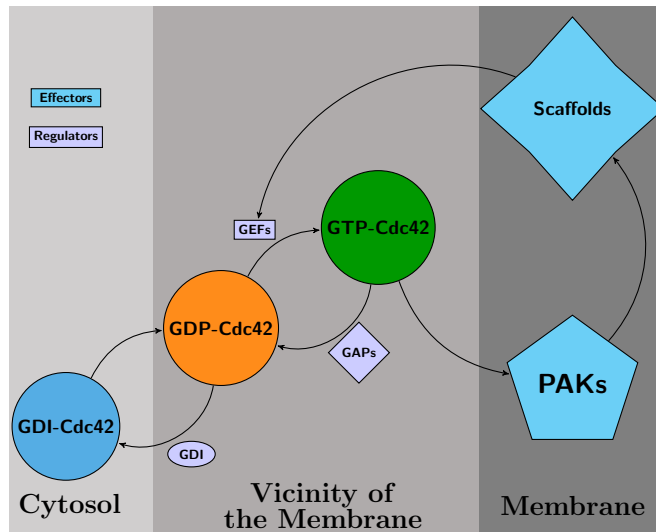 Effectors
Scaffolds
Regulators
GEFs
GTP-Cdc42
GDP-Cdc42
GAPs
PAKs
GDI-Cdc42
GDI
Cytosol
Vicinity of
the Membrane
Membrane